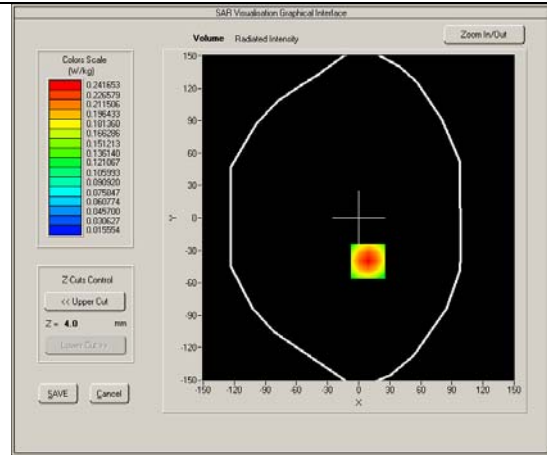 SAR Visualisation Graphical Interface
Volume Radiated Intensity
Zoom In/Out
Colors Scale
(W/kg)
0.241653
0.226579
0.211506
0.196433
0.181360
0.166286
0.151213
0.136140
0.121067
0.105993
0.090920
0.075847
0.060774
0.045700
0.030627
0.015554
Z Cuts Control
<< Upper Cut
Z = 4.0 mm
Lower Cut >>
SAVE Cancel
150
120
90
60
30
0
-30
-60
-90
-120
-150
Y
-150 -120 -90 -60 -30 0 30 60 90 120 150
X